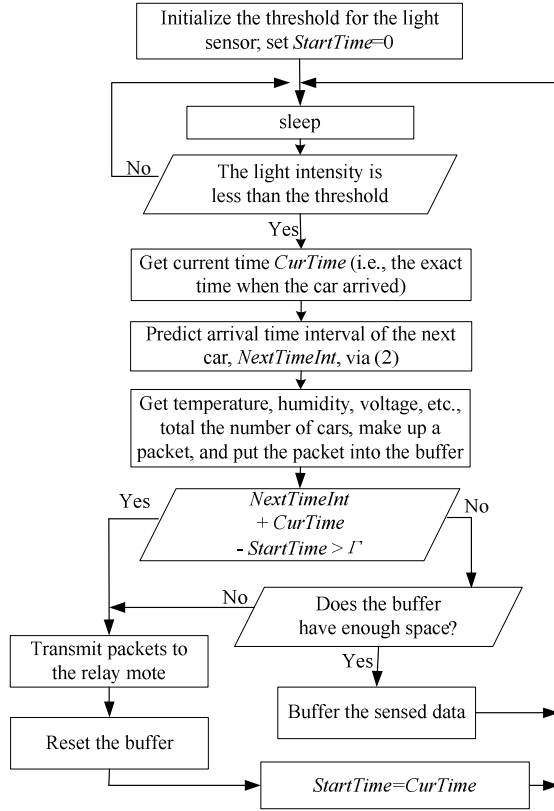 Initialize the threshold for the light
sensor; set StartTime=0
sleep
No
The light intensity is
less than the threshold
Yes
Get current time CurTime (i.e., the exact
time when the car arrived)
Predict arrival time interval of the next
car, NextTimeInt, via (2)
Get temperature, humidity, voltage, etc.,
total the number of cars, make up a
packet, and put the packet into the buffer
Yes
NextTimeInt
+ CurTime
- StartTime > Γ
No
No
Does the buffer
have enough space?
Transmit packets to
the relay mote
Yes
Buffer the sensed data
Reset the buffer
StartTime=CurTime